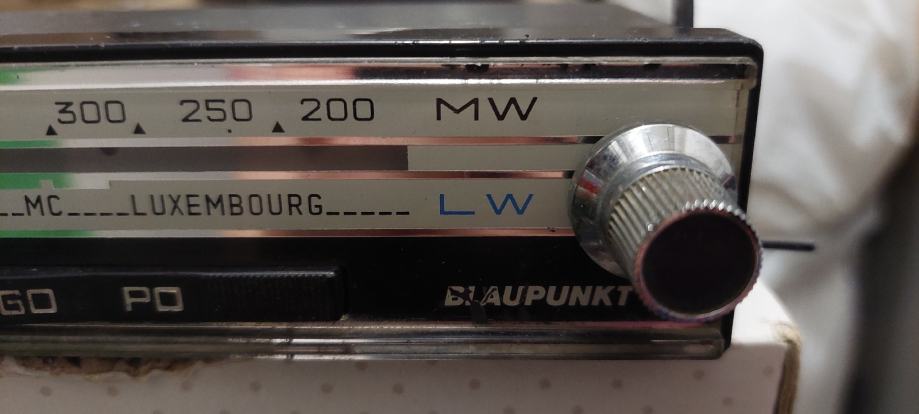 300 250 200 MW
MC LUXEMBOURG LW
GO PO
BLAUPUNKT